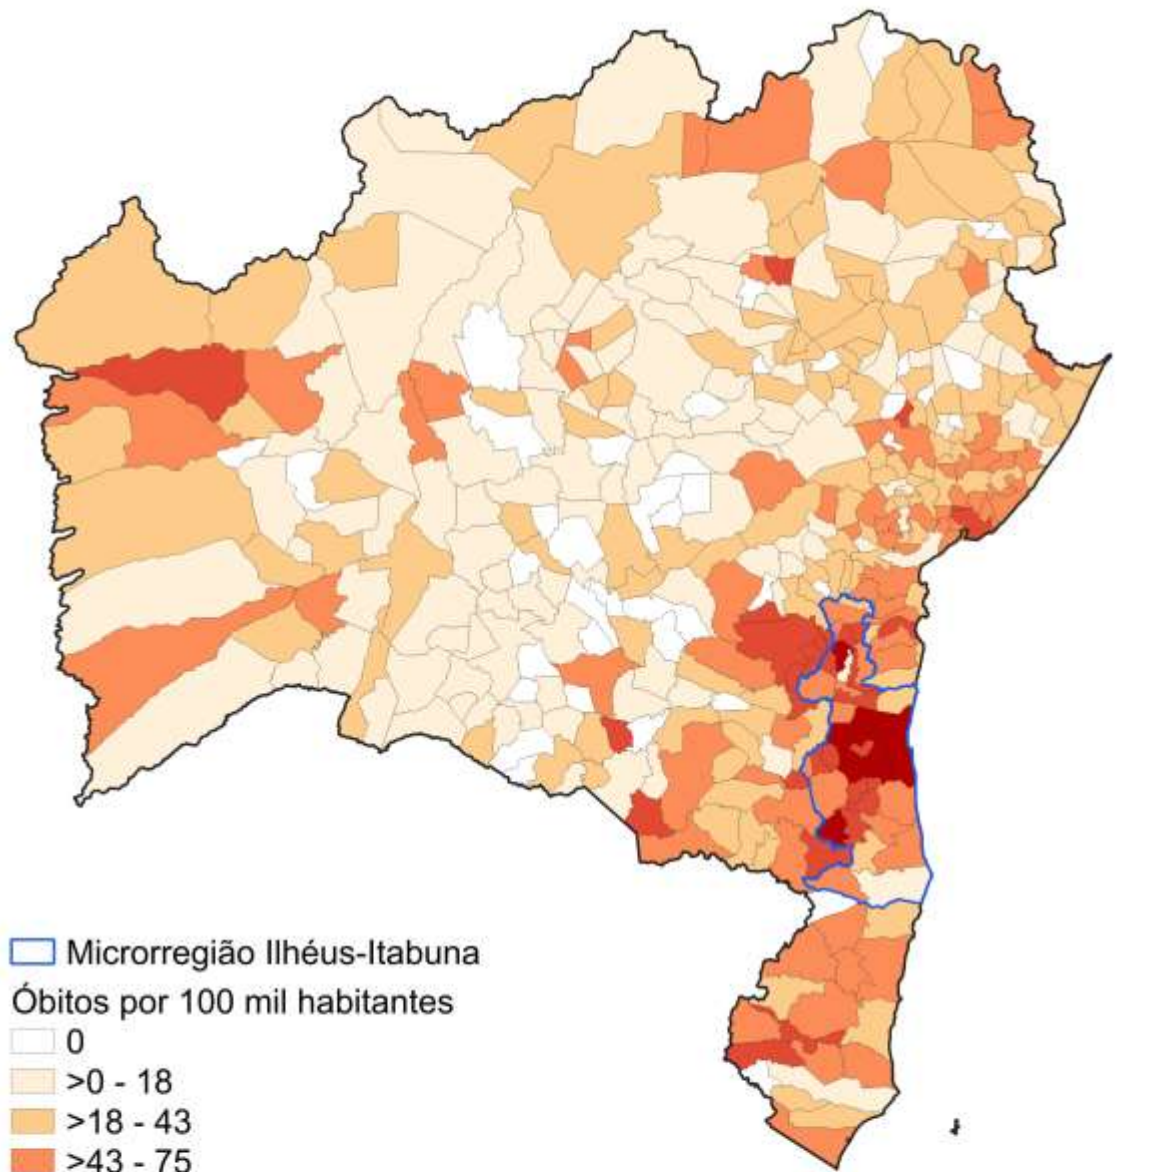 Microrregião Ilhéus-Itabuna
Óbitos por 100 mil habitantes
0
>0 - 18
>18 - 43
>43 - 75